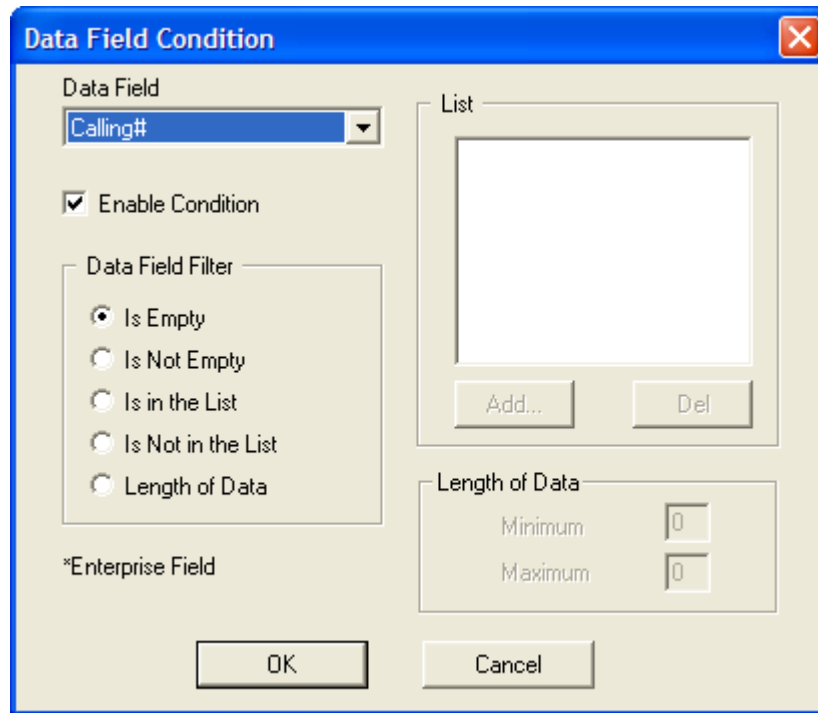 Data Field Condition
Data Field
Calling#
Enable Condition
Data Field Filter
Is Empty
Is Not Empty
Is in the List
Is Not in the List
Length of Data
*Enterprise Field
List
Add...
Del
Length of Data
Minimum
0
Maximum
0
OK
Cancel